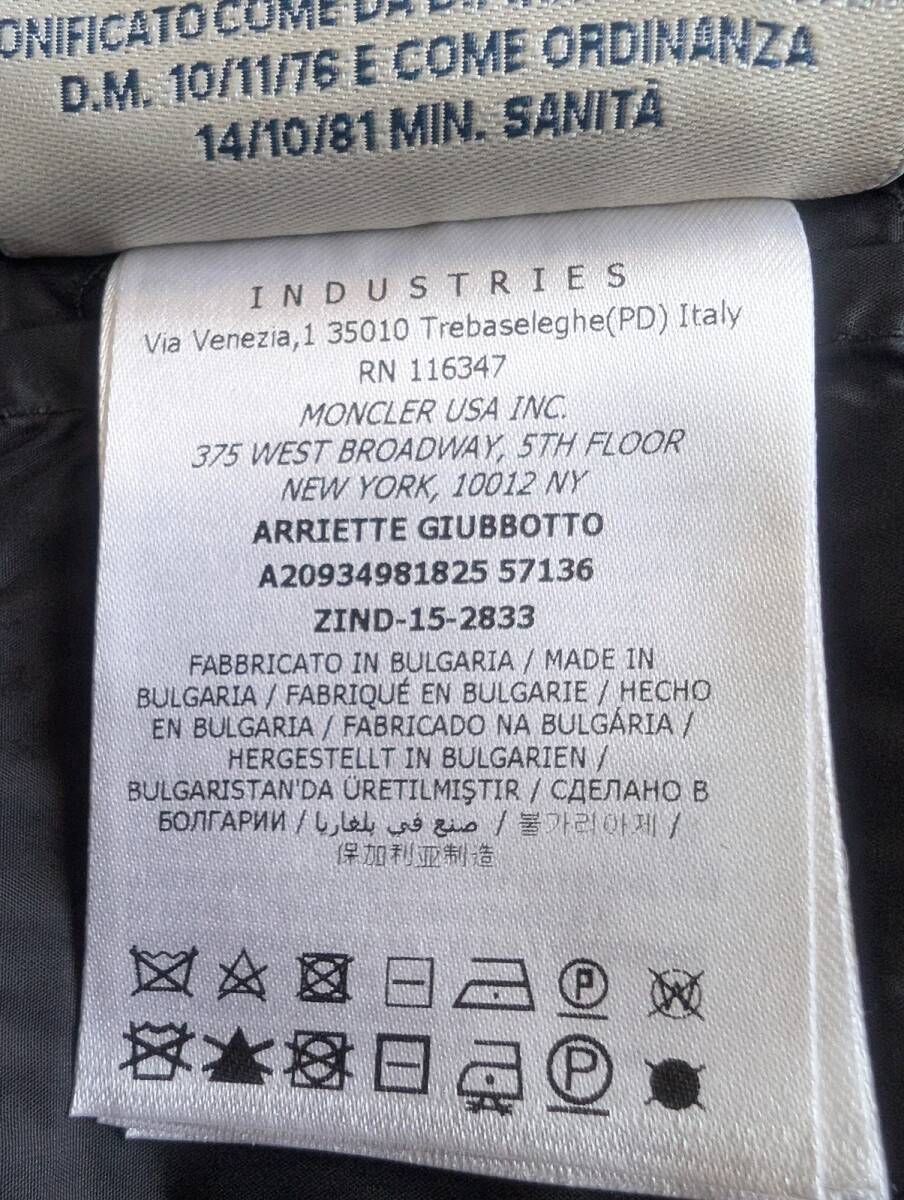 COME
D.M. 10/11/76 E COME ORDINANZA
14/10/81 MIN. SANITÀ
INDUSTRIES
Via Venezia,1 35010 Trebaseleghe(PD) Italy
RN 116347
MONCLER USA INC.
375 WEST BROADWAY, 5TH FLOOR
NEW YORK, 10012 NY
ARRIETTE GIUBBOTTO
A20934981825 57136
ZIND-15-2833
FABBRICATO IN BULGARIA / MADE IN
BULGARIA / FABRIQUÉ EN BULGARIE / HECHO
EN BULGARIA / FABRICADO NA BULGÁRIA /
HERGESTELLT IN BULGARIEN /
BULGARISTAN'DA ÜRETILMIŞTIR / СДЕЛАНО В
БОЛГАРИИ / صنع في بلغاريا / 불가리아제 /
保加利亚制造
P W
P